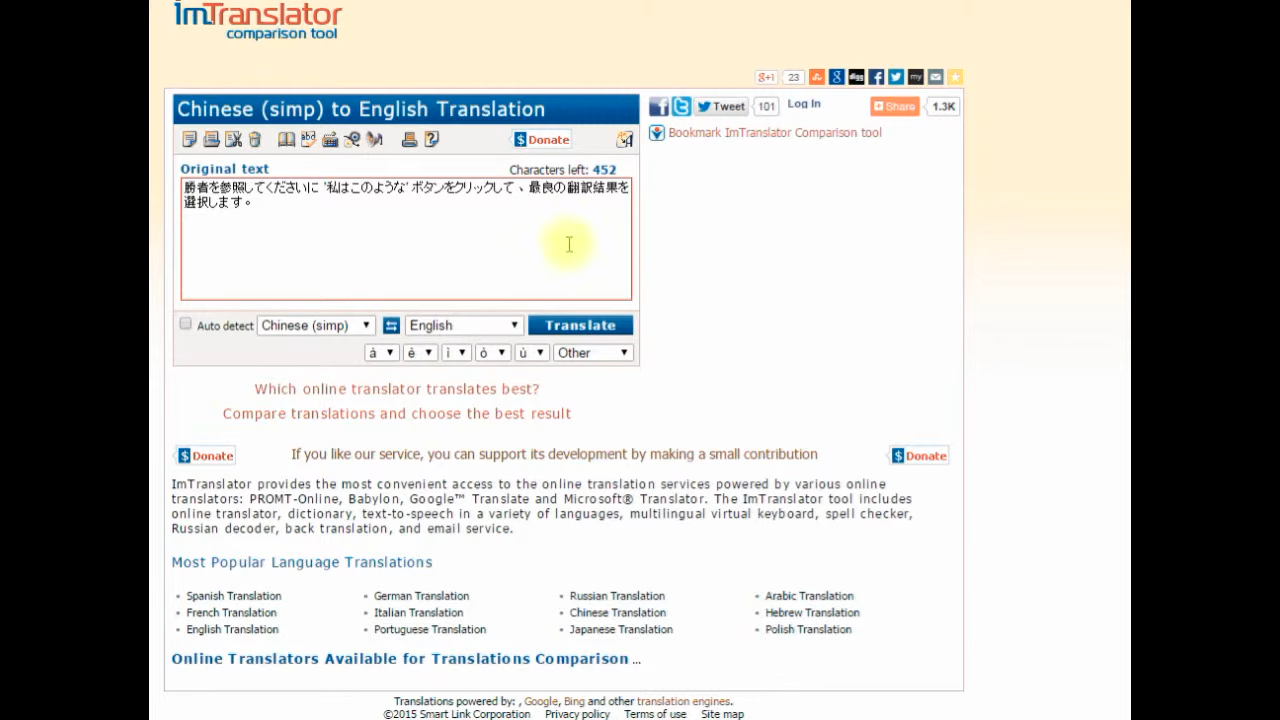 ImTranslator
comparison tool
g+1 23 digg my
Chinese (simp) to English Translation
Tweet 101 Log In Share 1.3K
$ Donate
Bookmark ImTranslator Comparison tool
Original text Characters left: 452
勝者を参照してくださいに '私はこのような' ボタンをクリックして、最良の翻訳結果を
選択します。
Auto detect Chinese (simp) English Translate
à è ì ò ù Other
Which online translator translates best?
Compare translations and choose the best result
$ Donate If you like our service, you can support its development by making a small contribution $ Donate
ImTranslator provides the most convenient access to the online translation services powered by various online
translators: PROMT-Online, Babylon, Google™ Translate and Microsoft® Translator. The ImTranslator tool includes
online translator, dictionary, text-to-speech in a variety of languages, multilingual virtual keyboard, spell checker,
Russian decoder, back translation, and email service.
Most Popular Language Translations
Spanish Translation German Translation Russian Translation Arabic Translation
French Translation Italian Translation Chinese Translation Hebrew Translation
English Translation Portuguese Translation Japanese Translation Polish Translation
Online Translators Available for Translations Comparison ...
Translations powered by: , Google, Bing and other translation engines.
©2015 Smart Link Corporation Privacy policy Terms of use Site map